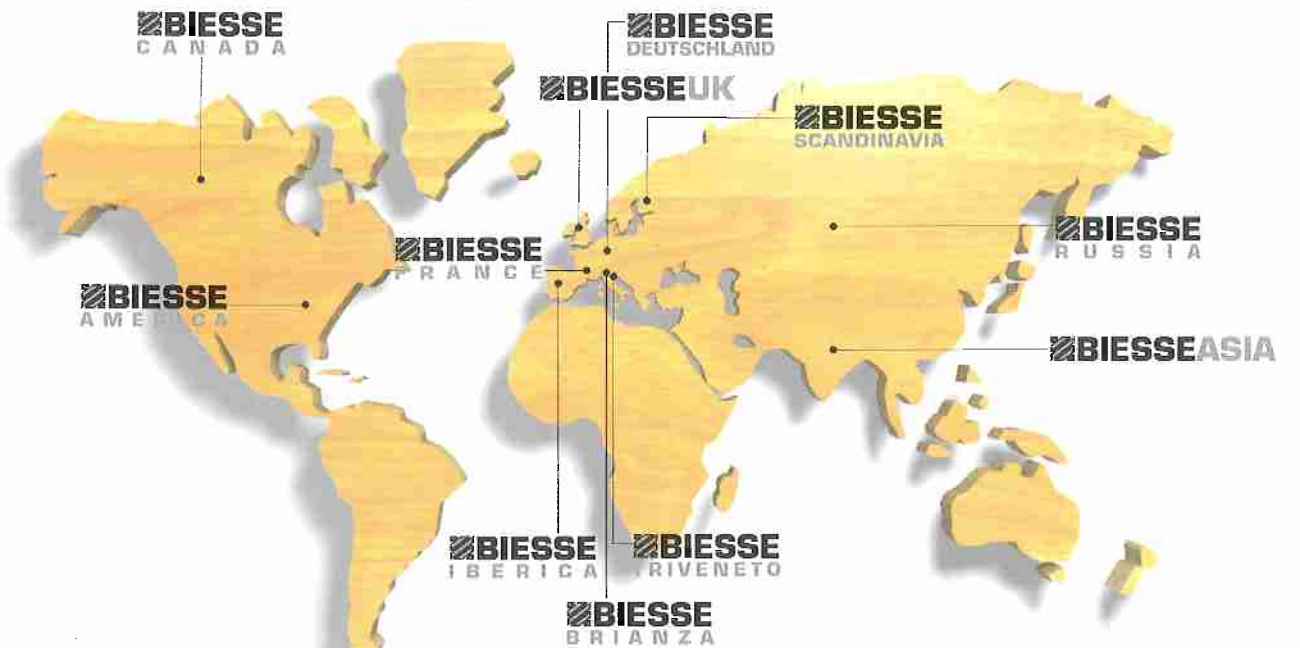 BIESSE
CANADA
BIESSE
DEUTSCHLAND
BIESSEUK
BIESSE
SCANDINAVIA
BIESSE
RUSSIA
BIESSE
FRANCE
BIESSE
AMERICA
BIESSEASIA
BIESSE
IBERICA
BIESSE
TRIVENETO
BIESSE
BRIANZA